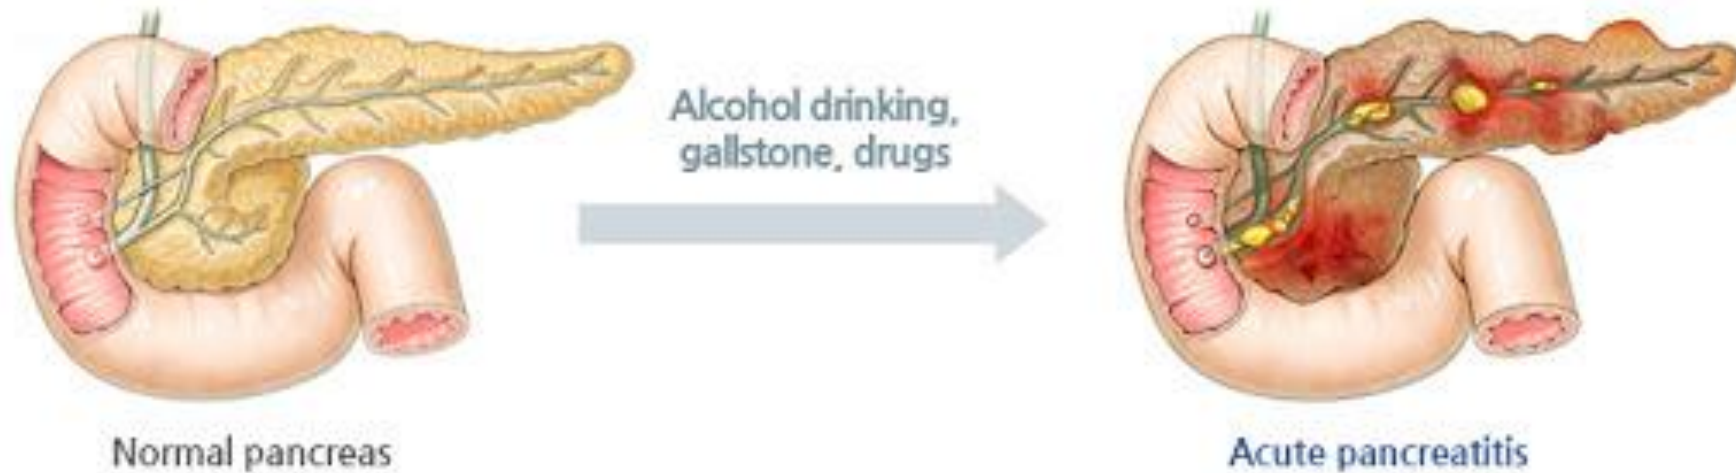 Alcohol drinking,
gallstone, drugs
Normal pancreas
Acute pancreatitis